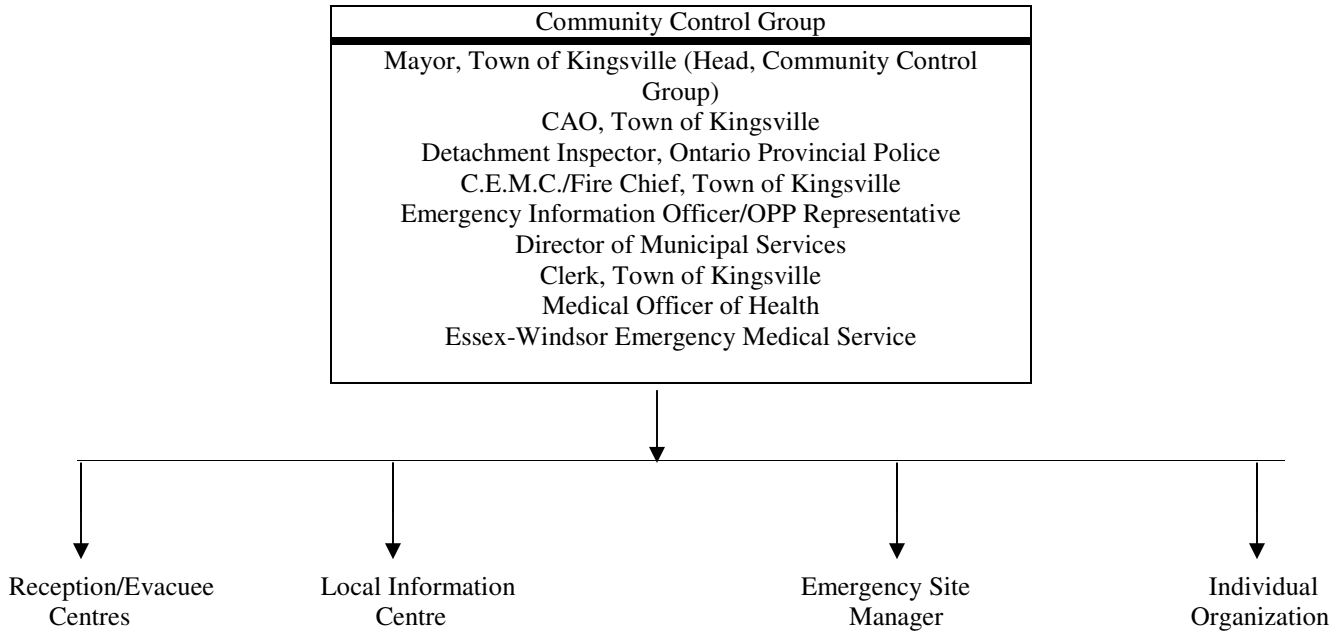 Community Control Group
Mayor, Town of Kingsville (Head, Community Control
Group)
CAO, Town of Kingsville
Detachment Inspector, Ontario Provincial Police
C.E.M.C./Fire Chief, Town of Kingsville
Emergency Information Officer/OPP Representative
Director of Municipal Services
Clerk, Town of Kingsville
Medical Officer of Health
Essex-Windsor Emergency Medical Service
Reception/Evacuee
Centres
Local Information
Centre
Emergency Site
Manager
Individual
Organization